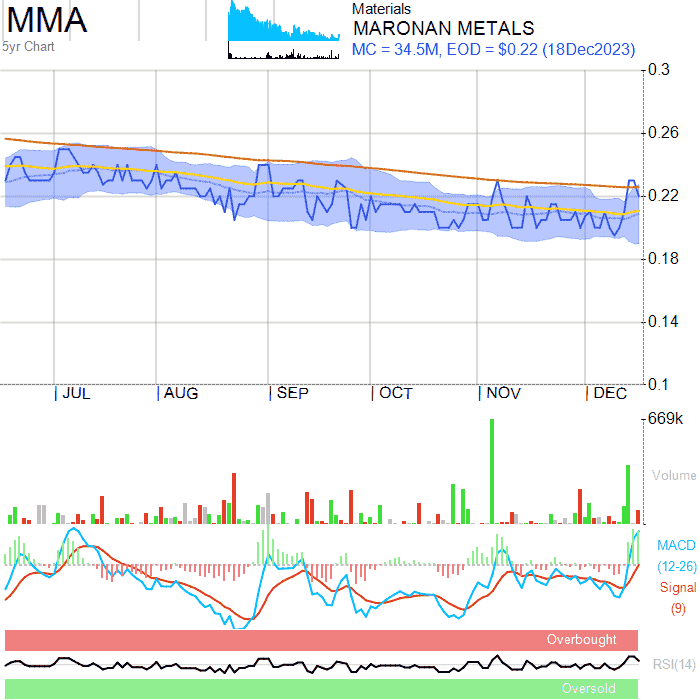 MMA
5yr Chart
Materials
MARONAN METALS
MC = 34.5M, EOD = $0.22 (18Dec2023)
0.3
0.26
0.22
0.18
0.14
0.1
JUL AUG SEP OCT NOV DEC
669k
Volume
MACD
(12-26)
Signal
(9)
Overbought
RSI(14)
Oversold